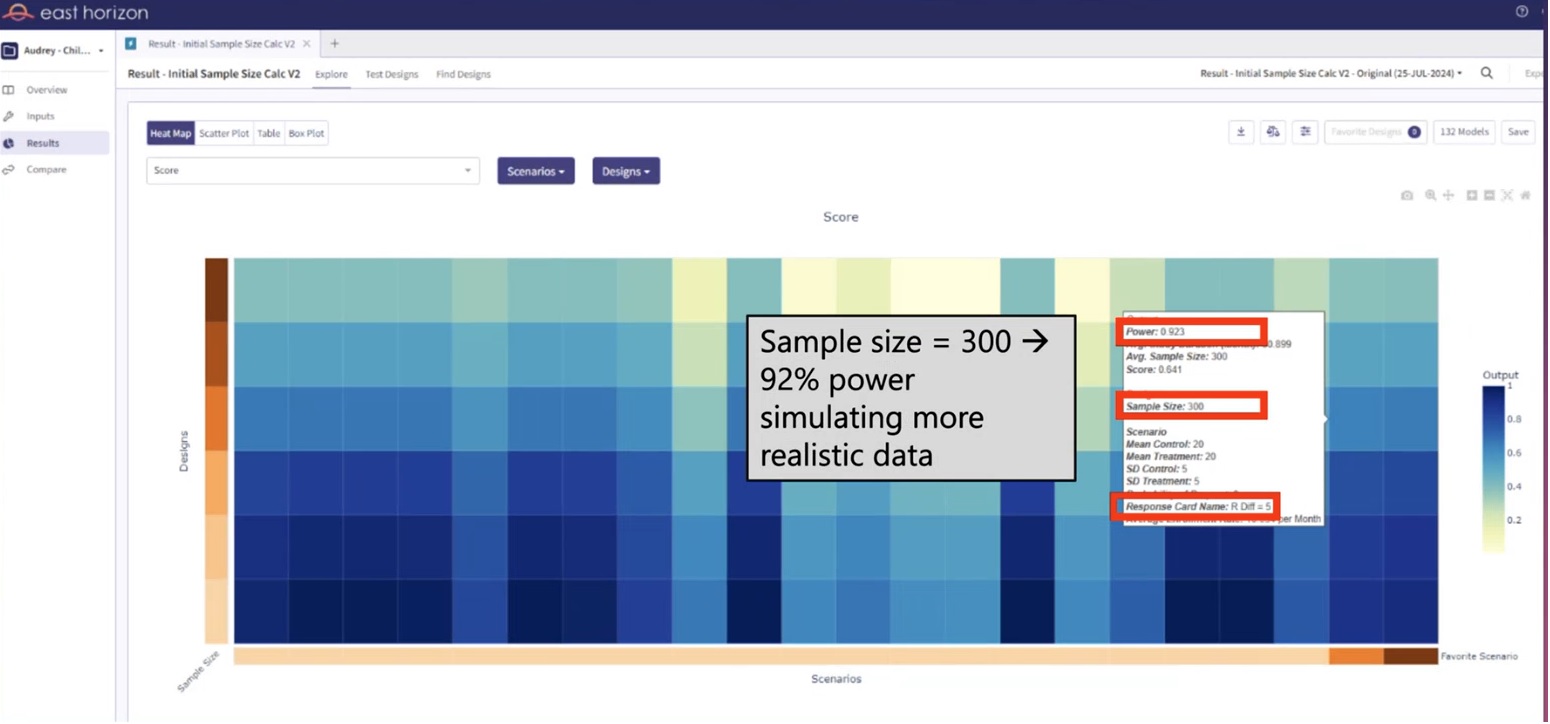 east horizon
Audrey - Chil...
Result - Initial Sample Size Calc V2
Result - Initial Sample Size Calc V2 Explore Test Designs Find Designs
Result - Initial Sample Size Calc V2 - Original (25-JUL-2024)
Overview
Inputs
Results
Compare
Heat Map Scatter Plot Table Box Plot
Favorite Designs 0 132 Models Save
Score
Scenarios
Designs
Score
Sample size = 300 →
92% power
simulating more
realistic data
Power: 0.923
0.899
Avg. Sample Size: 300
Score: 0.641
Sample Size: 300
Scenario
Mean Control: 20
Mean Treatment: 20
SD Control: 5
SD Treatment: 5
Response Card Name: R Diff = 5
per Month
Output
1
0.8
0.6
0.4
0.2
Designs
Sample Size
Favorite Scenario
Scenarios